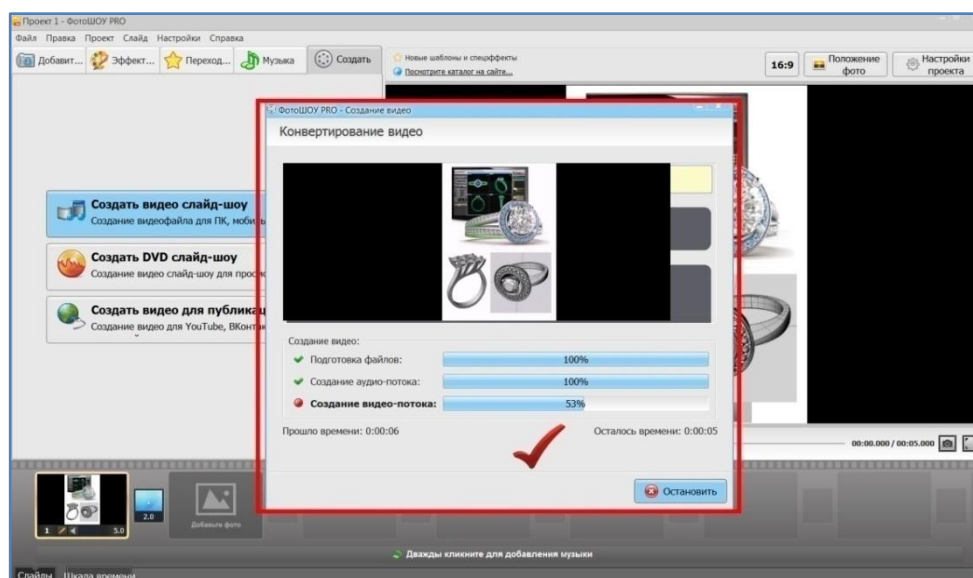 Проект 1 - ФотоШОУ PRO
Файл Правка Проект Слайд Настройки Справка
Добавит... Эффект... Переход... Музыка Создать
Новые шаблоны и спецэффекты
Посмотрите каталог на сайте...
16:9
Положение фото
Настройки проекта
ФотоШОУ PRO - Создание видео
Конвертирование видео
Создать видео слайд-шоу
Создание видеофайла для ПК,
Создать DVD слайд-шоу
Создание видео слайд-шоу для
Создать видео для
Создание видео для YouTube,
Создание видео:
Подготовка файлов: 100%
Создание аудио-потока: 100%
Создание видео-потока: 53%
Прошло времени: 0:00:06 Осталось времени: 0:00:05
Остановить
00:00.000 / 00:05.000
1 5.0
2.0
Добавьте фото
Дважды кликните для добавления музыки
Слайды Шкала времени